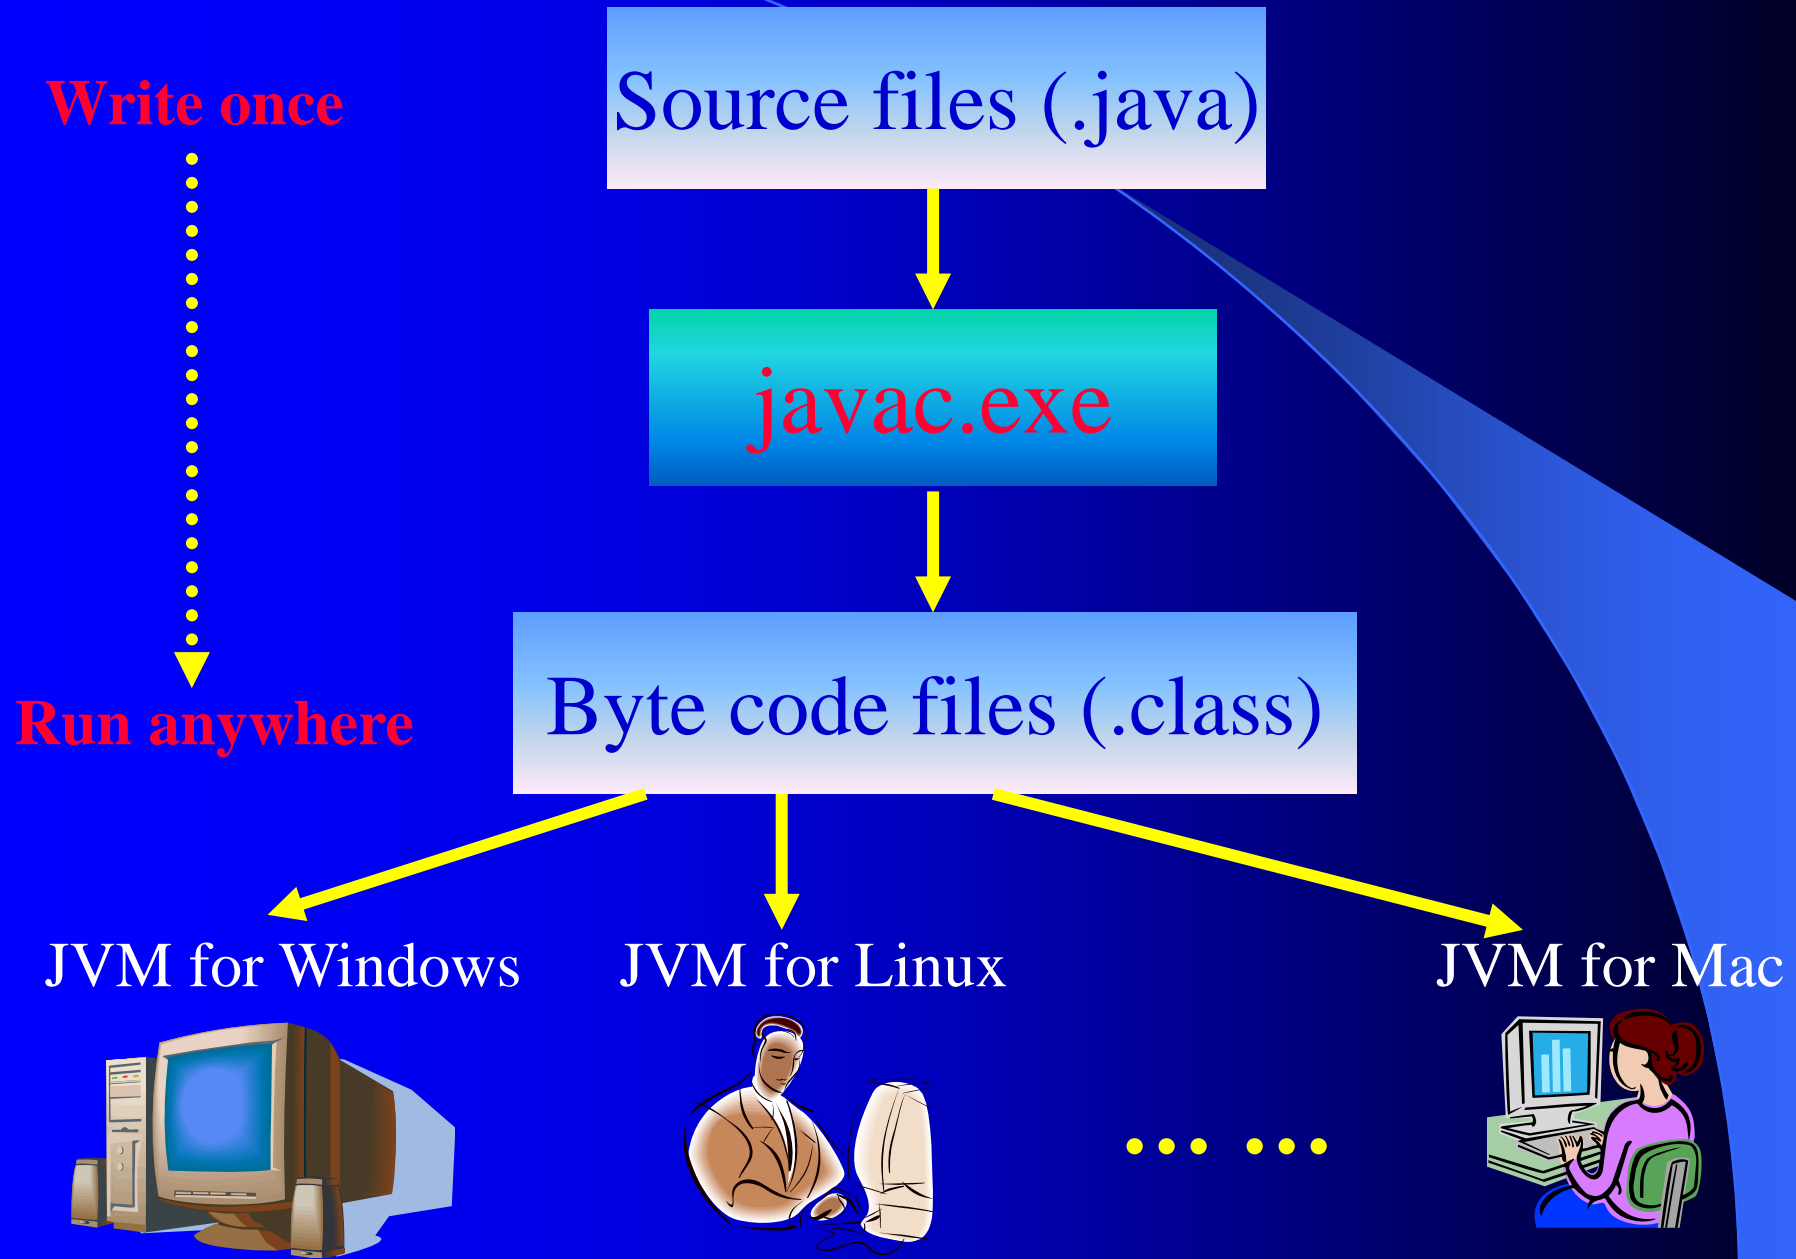 Write once
Source files (.java)
javac.exe
Run anywhere
Byte code files (.class)
JVM for Windows
JVM for Linux
JVM for Mac
... ...